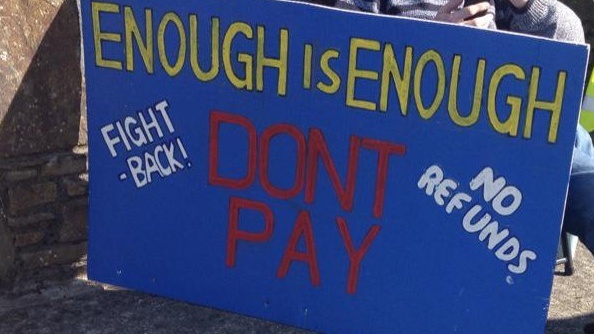 ENOUGH IS ENOUGH
FIGHT
- BACK!
DONT
PAY
NO
REFUNDS.